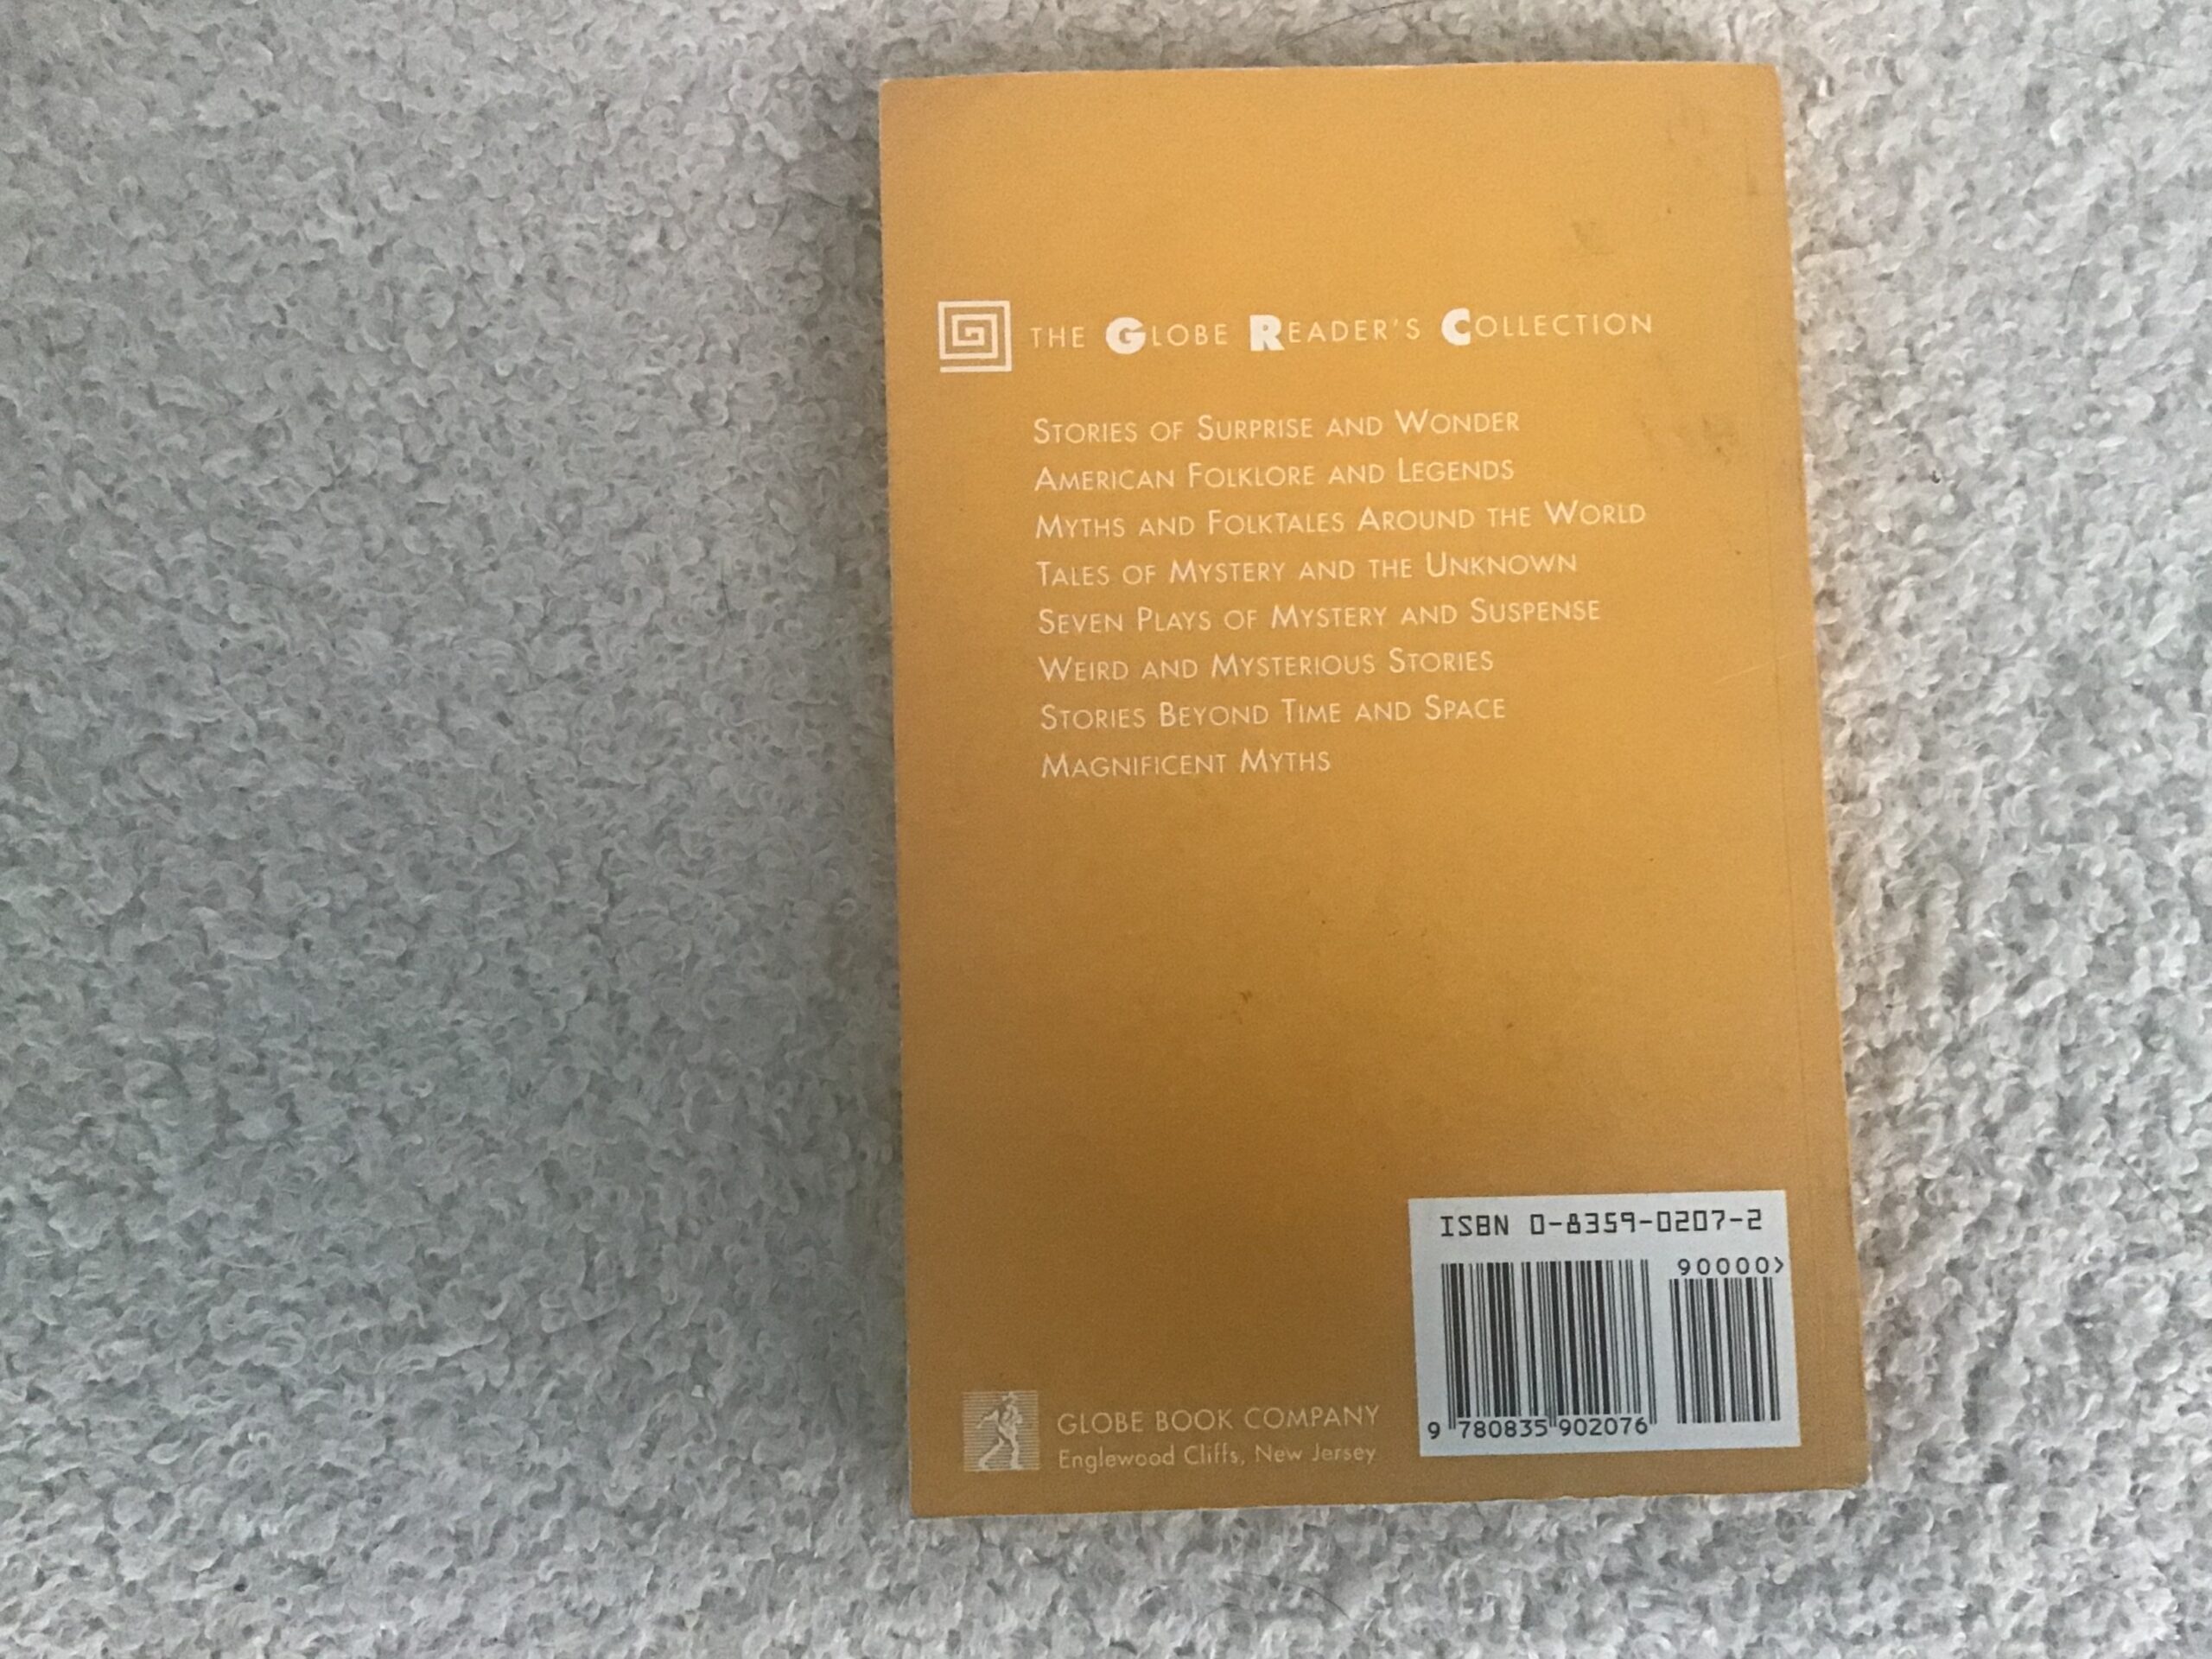 THE GLOBE READER'S COLLECTION
STORIES OF SURPRISE AND WONDER
AMERICAN FOLKLORE AND LEGENDS
MYTHS AND FOLKTALES AROUND THE WORLD
TALES OF MYSTERY AND THE UNKNOWN
SEVEN PLAYS OF MYSTERY AND SUSPENSE
WEIRD AND MYSTERIOUS STORIES
STORIES BEYOND TIME AND SPACE
MAGNIFICENT MYTHS
ISBN 0-8359-0207-2
90000>
9 780835 902076
GLOBE BOOK COMPANY
Englewood Cliffs, New Jersey